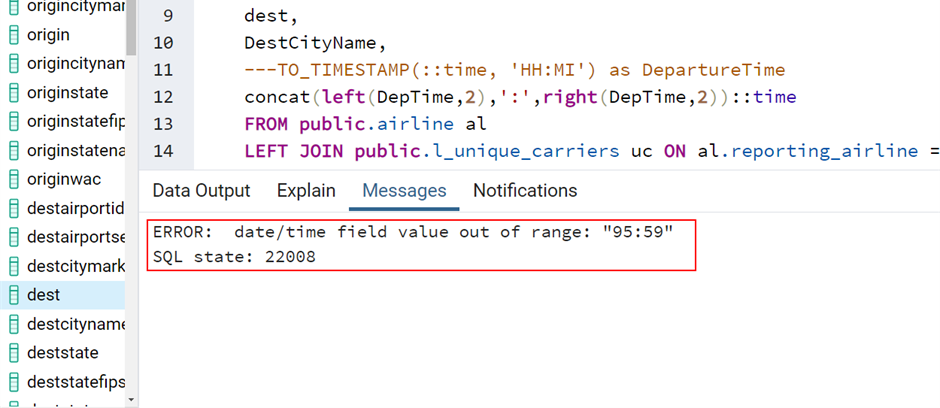 origincitymar
origin
origincitynam
originstate
originstatefip
originstatena
originwac
destairportid
destairportse
destcitymark
dest
destcityname
deststate
deststatefips
9 dest,
10 DestCityName,
11 ---TO_TIMESTAMP(::time, 'HH:MI') as DepartureTime
12 concat(left(DepTime,2),':',right(DepTime,2))::time
13 FROM public.airline al
14 LEFT JOIN public.l_unique_carriers uc ON al.reporting_airline =
Data Output Explain Messages Notifications
ERROR:  date/time field value out of range: "95:59"
SQL state: 22008